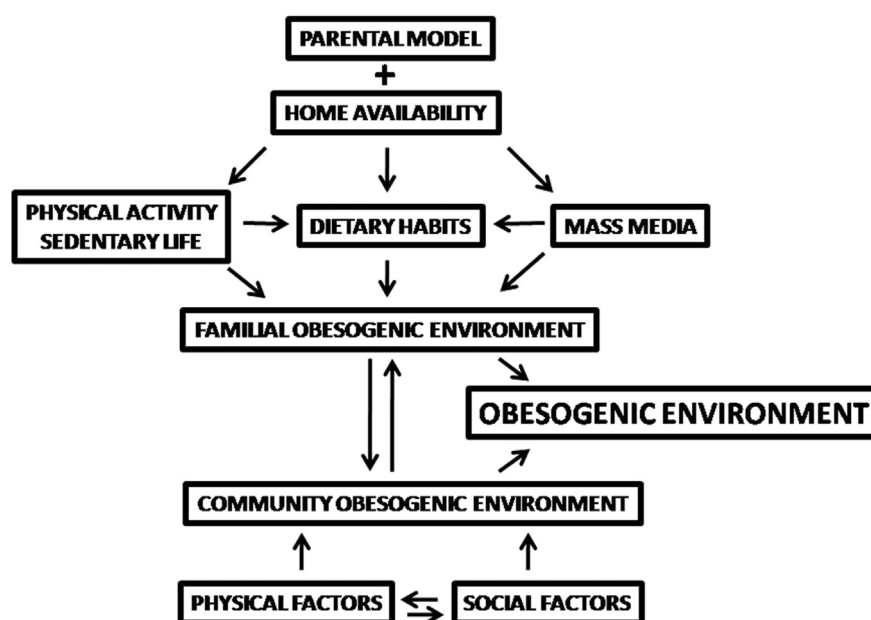 PARENTAL MODEL
+
HOME AVAILABILITY
PHYSICAL ACTIVITY
SEDENTARY LIFE
DIETARY HABITS
MASS MEDIA
FAMILIAL OBESOGENIC ENVIRONMENT
OBESOGENIC ENVIRONMENT
COMMUNITY OBESOGENIC ENVIRONMENT
PHYSICAL FACTORS
SOCIAL FACTORS